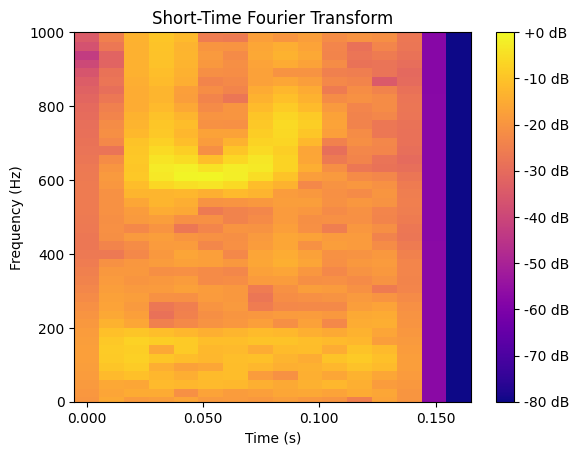 Short-Time Fourier Transform
1000
800
600
400
200
0
Frequency (Hz)
0.000
0.050
0.100
0.150
Time (s)
+0 dB
-10 dB
-20 dB
-30 dB
-40 dB
-50 dB
-60 dB
-70 dB
-80 dB